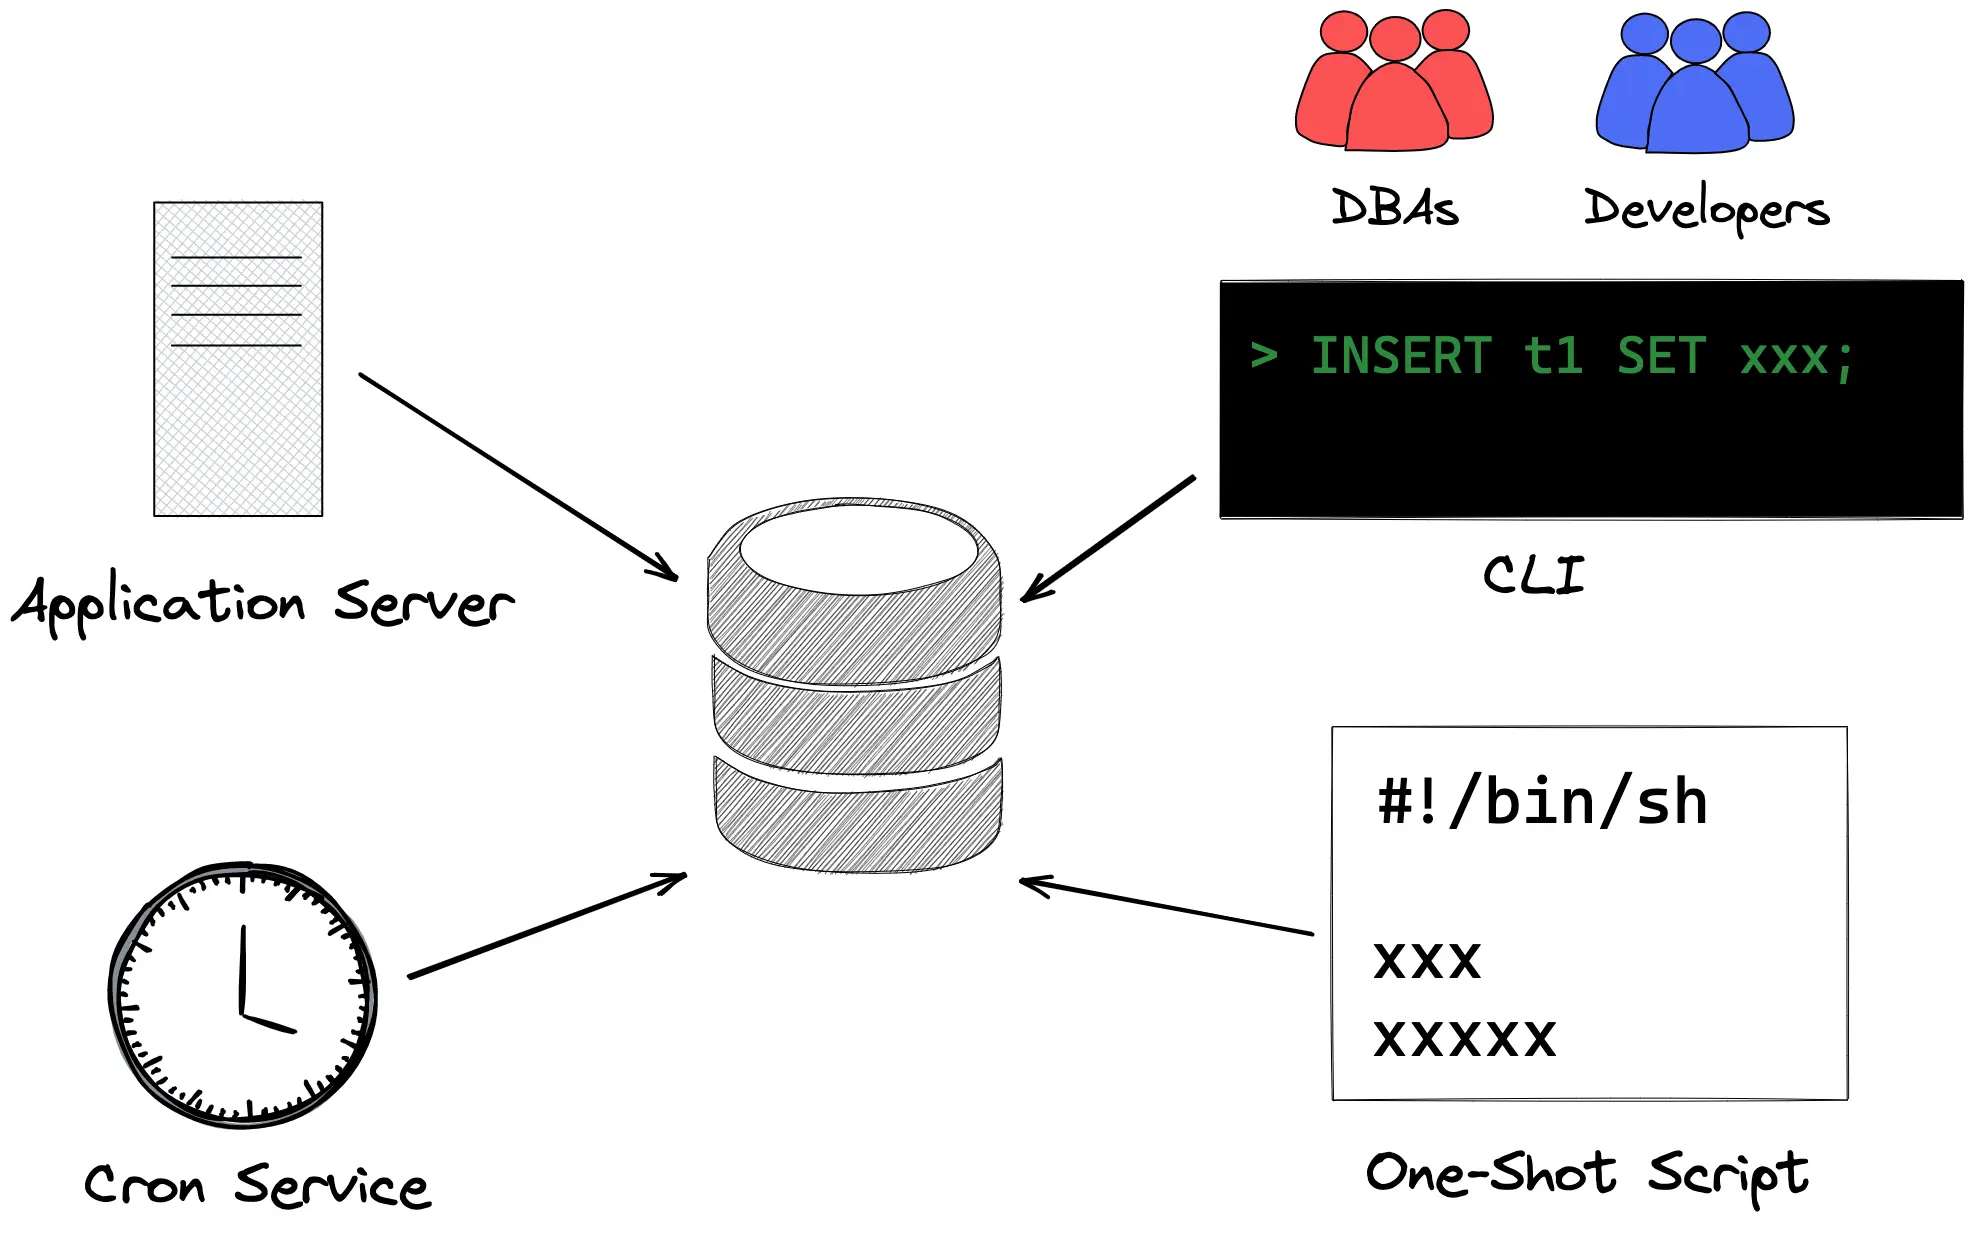 DBAs
Developers
> INSERT t1 SET xxx;
CLI
Application Server
#!/bin/sh
xxx
xxxxx
One-Shot Script
Cron Service